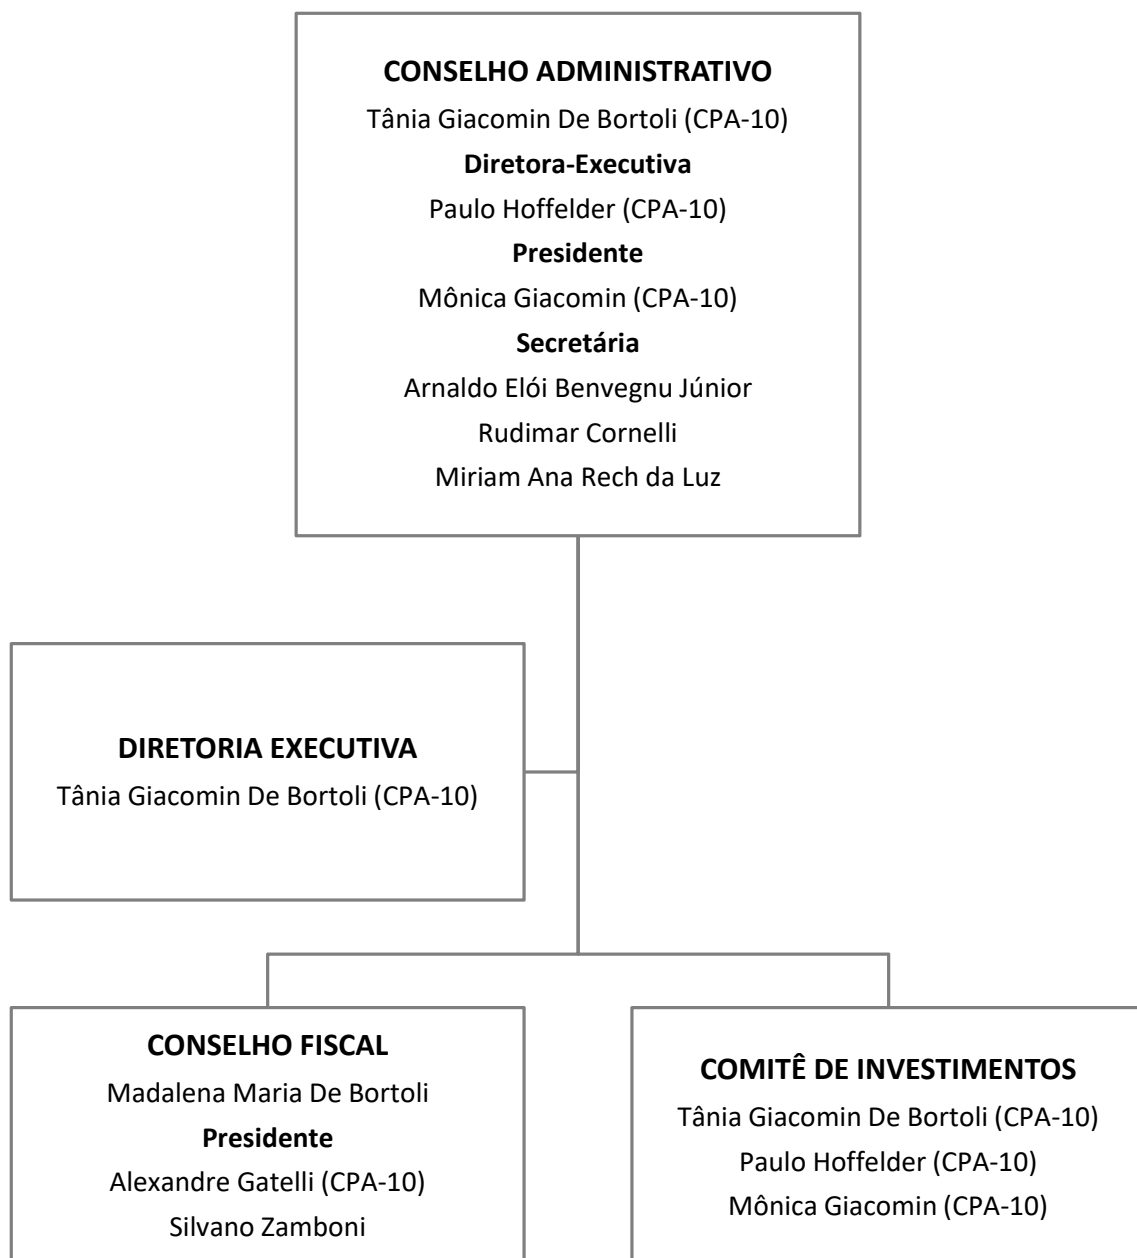 CONSELHO ADMINISTRATIVO
Tânia Giacomin De Bortoli (CPA-10)
Diretora-Executiva
Paulo Hoffelder (CPA-10)
Presidente
Mônica Giacomin (CPA-10)
Secretária
Arnaldo Elói Benvegnu Júnior
Rudimar Cornelli
Miriam Ana Rech da Luz
DIRETORIA EXECUTIVA
Tânia Giacomin De Bortoli (CPA-10)
CONSELHO FISCAL
Madalena Maria De Bortoli
Presidente
Alexandre Gatelli (CPA-10)
Silvano Zamboni
COMITÊ DE INVESTIMENTOS
Tânia Giacomin De Bortoli (CPA-10)
Paulo Hoffelder (CPA-10)
Mônica Giacomin (CPA-10)